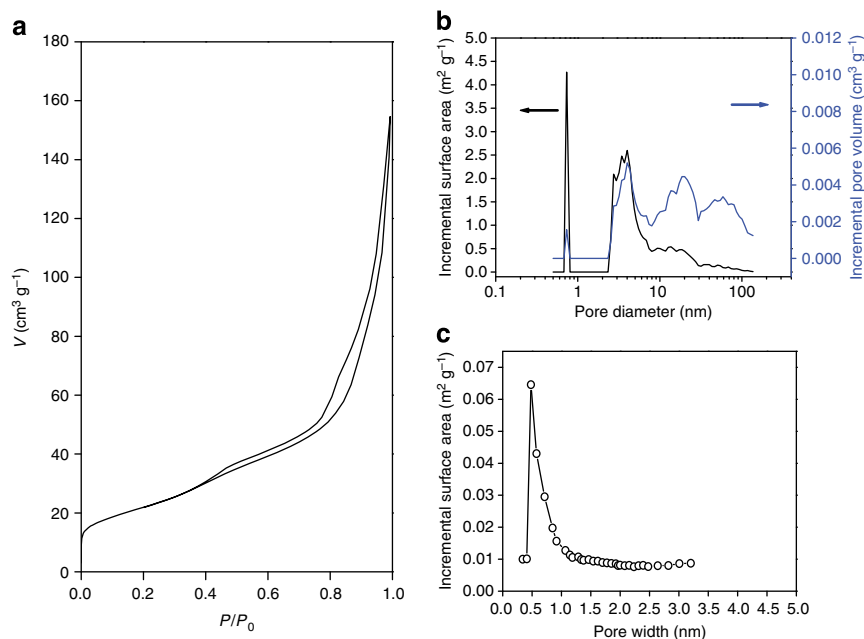 a
180
160
140
120
100
80
60
40
20
0
V (cm³ g⁻¹)
0.0 0.2 0.4 0.6 0.8 1.0
P/P₀
b
5.0
4.5
4.0
3.5
3.0
2.5
2.0
1.5
1.0
0.5
0.0
Incremental surface area (m² g⁻¹)
0.012
0.010
0.008
0.006
0.004
0.002
0.000
Incremental pore volume (cm³ g⁻¹)
0.1 1 10 100
Pore diameter (nm)
c
0.07
0.06
0.05
0.04
0.03
0.02
0.01
0.00
Incremental surface area (m² g⁻¹)
0.0 0.5 1.0 1.5 2.0 2.5 3.0 3.5 4.0 4.5 5.0
Pore width (nm)